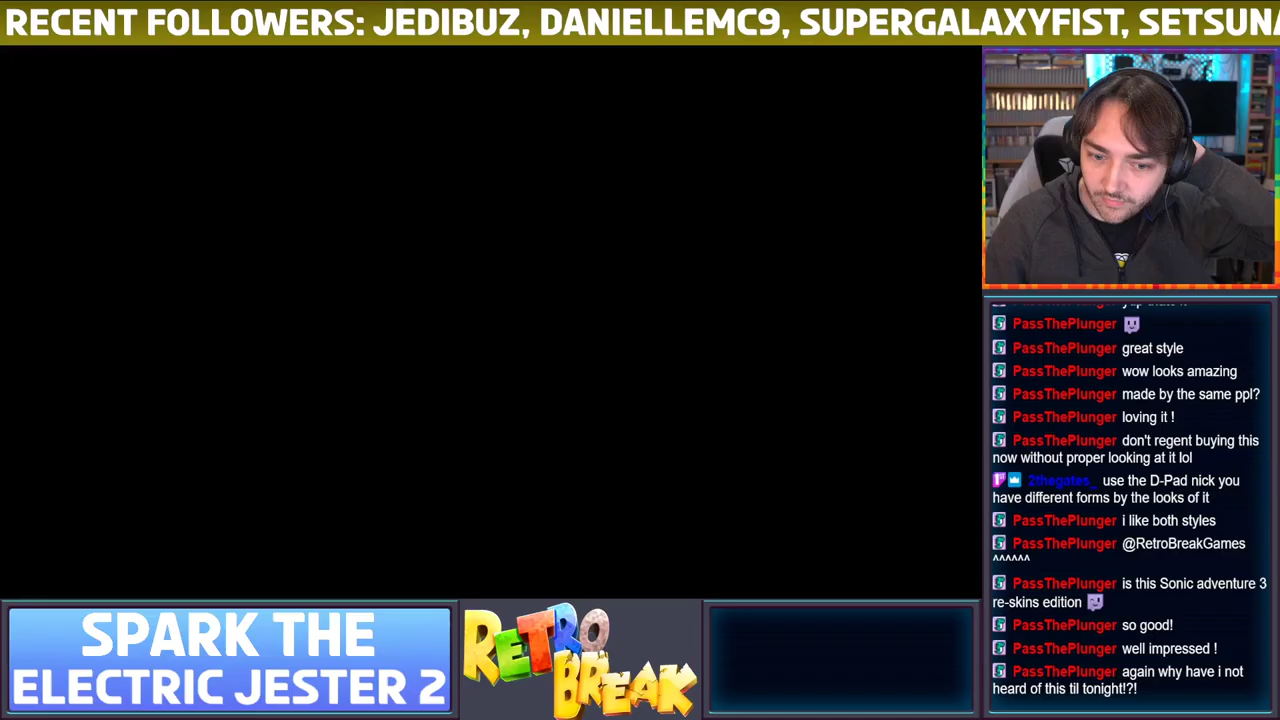 RECENT FOLLOWERS: JEDIBUZ, DANIELLEMC9, SUPERGALAXYFIST, SETSUNA
PassThePlunger
PassThePlunger great style
PassThePlunger wow looks amazing
PassThePlunger made by the same ppl?
PassThePlunger loving it !
PassThePlunger don't regent buying this
now without proper looking at it lol
2thegates_ use the D-Pad nick you
have different forms by the looks of it
PassThePlunger i like both styles
PassThePlunger @RetroBreakGames
^^^^^^
PassThePlunger is this Sonic adventure 3
re-skins edition
PassThePlunger so good!
PassThePlunger well impressed !
PassThePlunger again why have i not
heard of this til tonight!?!
SPARK THE
ELECTRIC JESTER 2
RETRO
BREAK